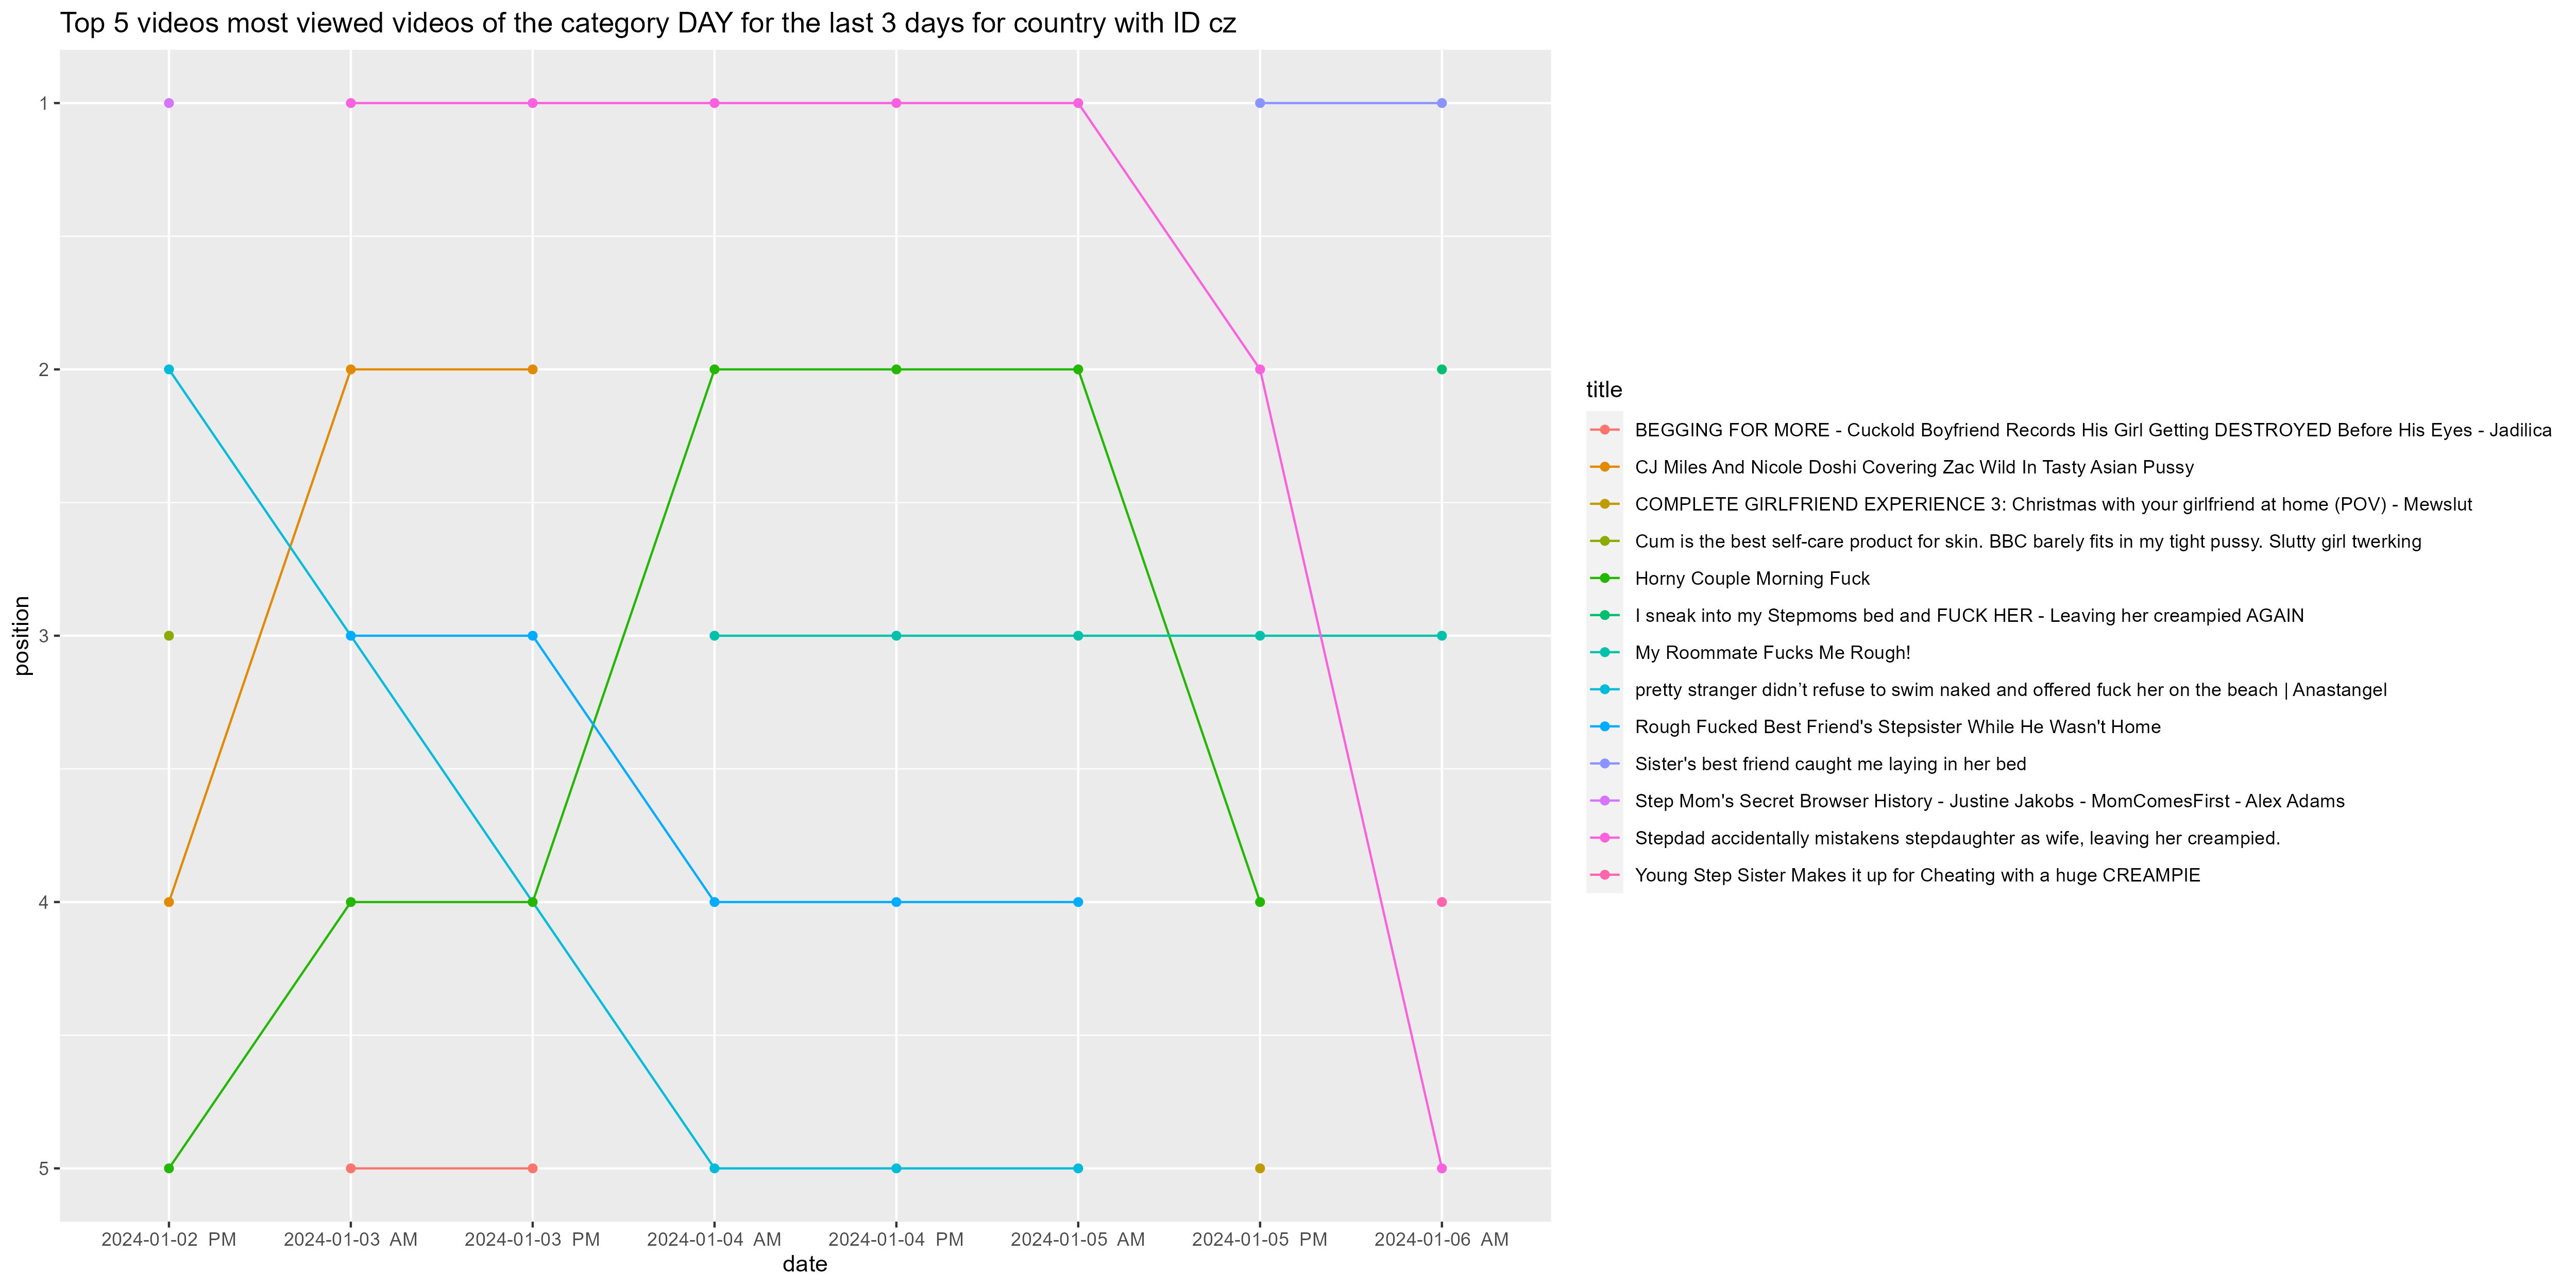 Top 5 videos most viewed videos of the category DAY for the last 3 days for country with ID cz
1
2
3
4
5
position
2024-01-02 PM
2024-01-03 AM
2024-01-03 PM
2024-01-04 AM
2024-01-04 PM
2024-01-05 AM
2024-01-05 PM
2024-01-06 AM
date
title
BEGGING FOR MORE - Cuckold Boyfriend Records His Girl Getting DESTROYED Before His Eyes - Jadilica
CJ Miles And Nicole Doshi Covering Zac Wild In Tasty Asian Pussy
COMPLETE GIRLFRIEND EXPERIENCE 3: Christmas with your girlfriend at home (POV) - Mewslut
Cum is the best self-care product for skin. BBC barely fits in my tight pussy. Slutty girl twerking
Horny Couple Morning Fuck
I sneak into my Stepmoms bed and FUCK HER - Leaving her creampied AGAIN
My Roommate Fucks Me Rough!
pretty stranger didn’t refuse to swim naked and offered fuck her on the beach | Anastangel
Rough Fucked Best Friend's Stepsister While He Wasn't Home
Sister's best friend caught me laying in her bed
Step Mom's Secret Browser History - Justine Jakobs - MomComesFirst - Alex Adams
Stepdad accidentally mistakens stepdaughter as wife, leaving her creampied.
Young Step Sister Makes it up for Cheating with a huge CREAMPIE